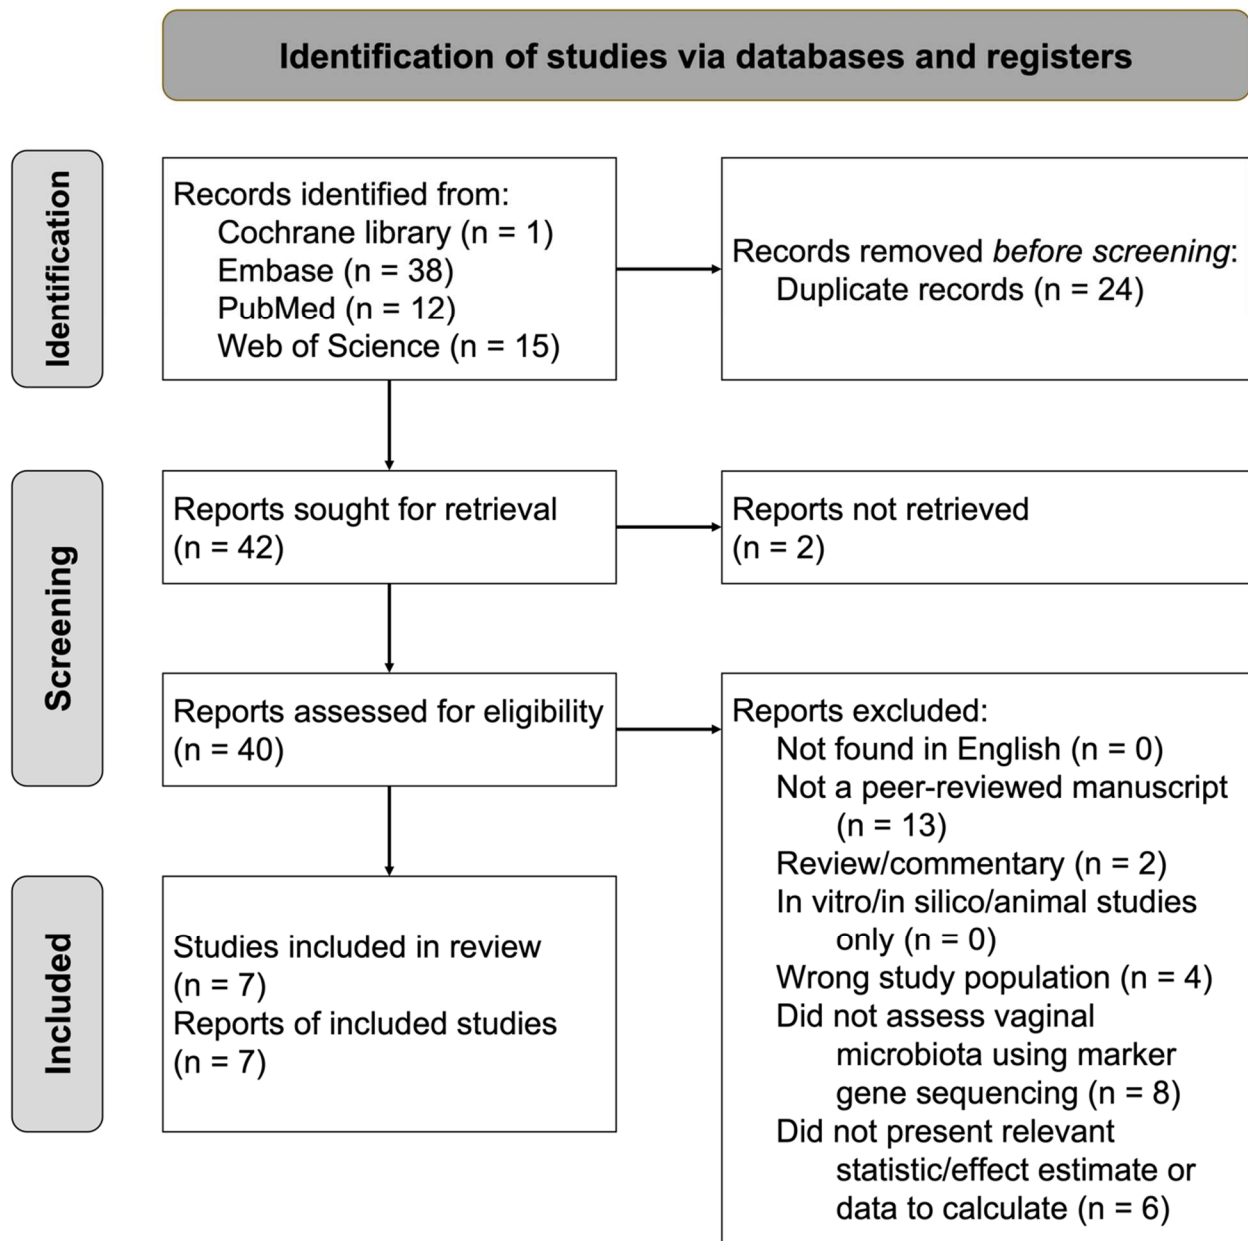 Identification of studies via databases and registers
Identification
Records identified from:
Cochrane library (n = 1)
Embase (n = 38)
PubMed (n = 12)
Web of Science (n = 15)
Records removed before screening:
Duplicate records (n = 24)
Screening
Reports sought for retrieval
(n = 42)
Reports not retrieved
(n = 2)
Reports assessed for eligibility
(n = 40)
Reports excluded:
Not found in English (n = 0)
Not a peer-reviewed manuscript
(n = 13)
Review/commentary (n = 2)
In vitro/in silico/animal studies
only (n = 0)
Wrong study population (n = 4)
Did not assess vaginal
microbiota using marker
gene sequencing (n = 8)
Did not present relevant
statistic/effect estimate or
data to calculate (n = 6)
Included
Studies included in review
(n = 7)
Reports of included studies
(n = 7)